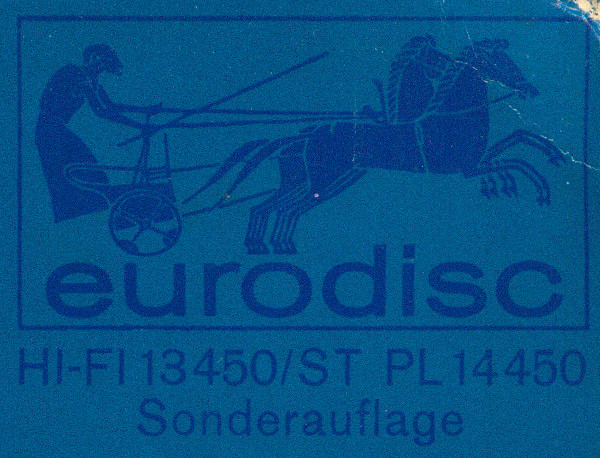 eurodisc
HI-FI 13450/ST PL 14450
Sonderauflage